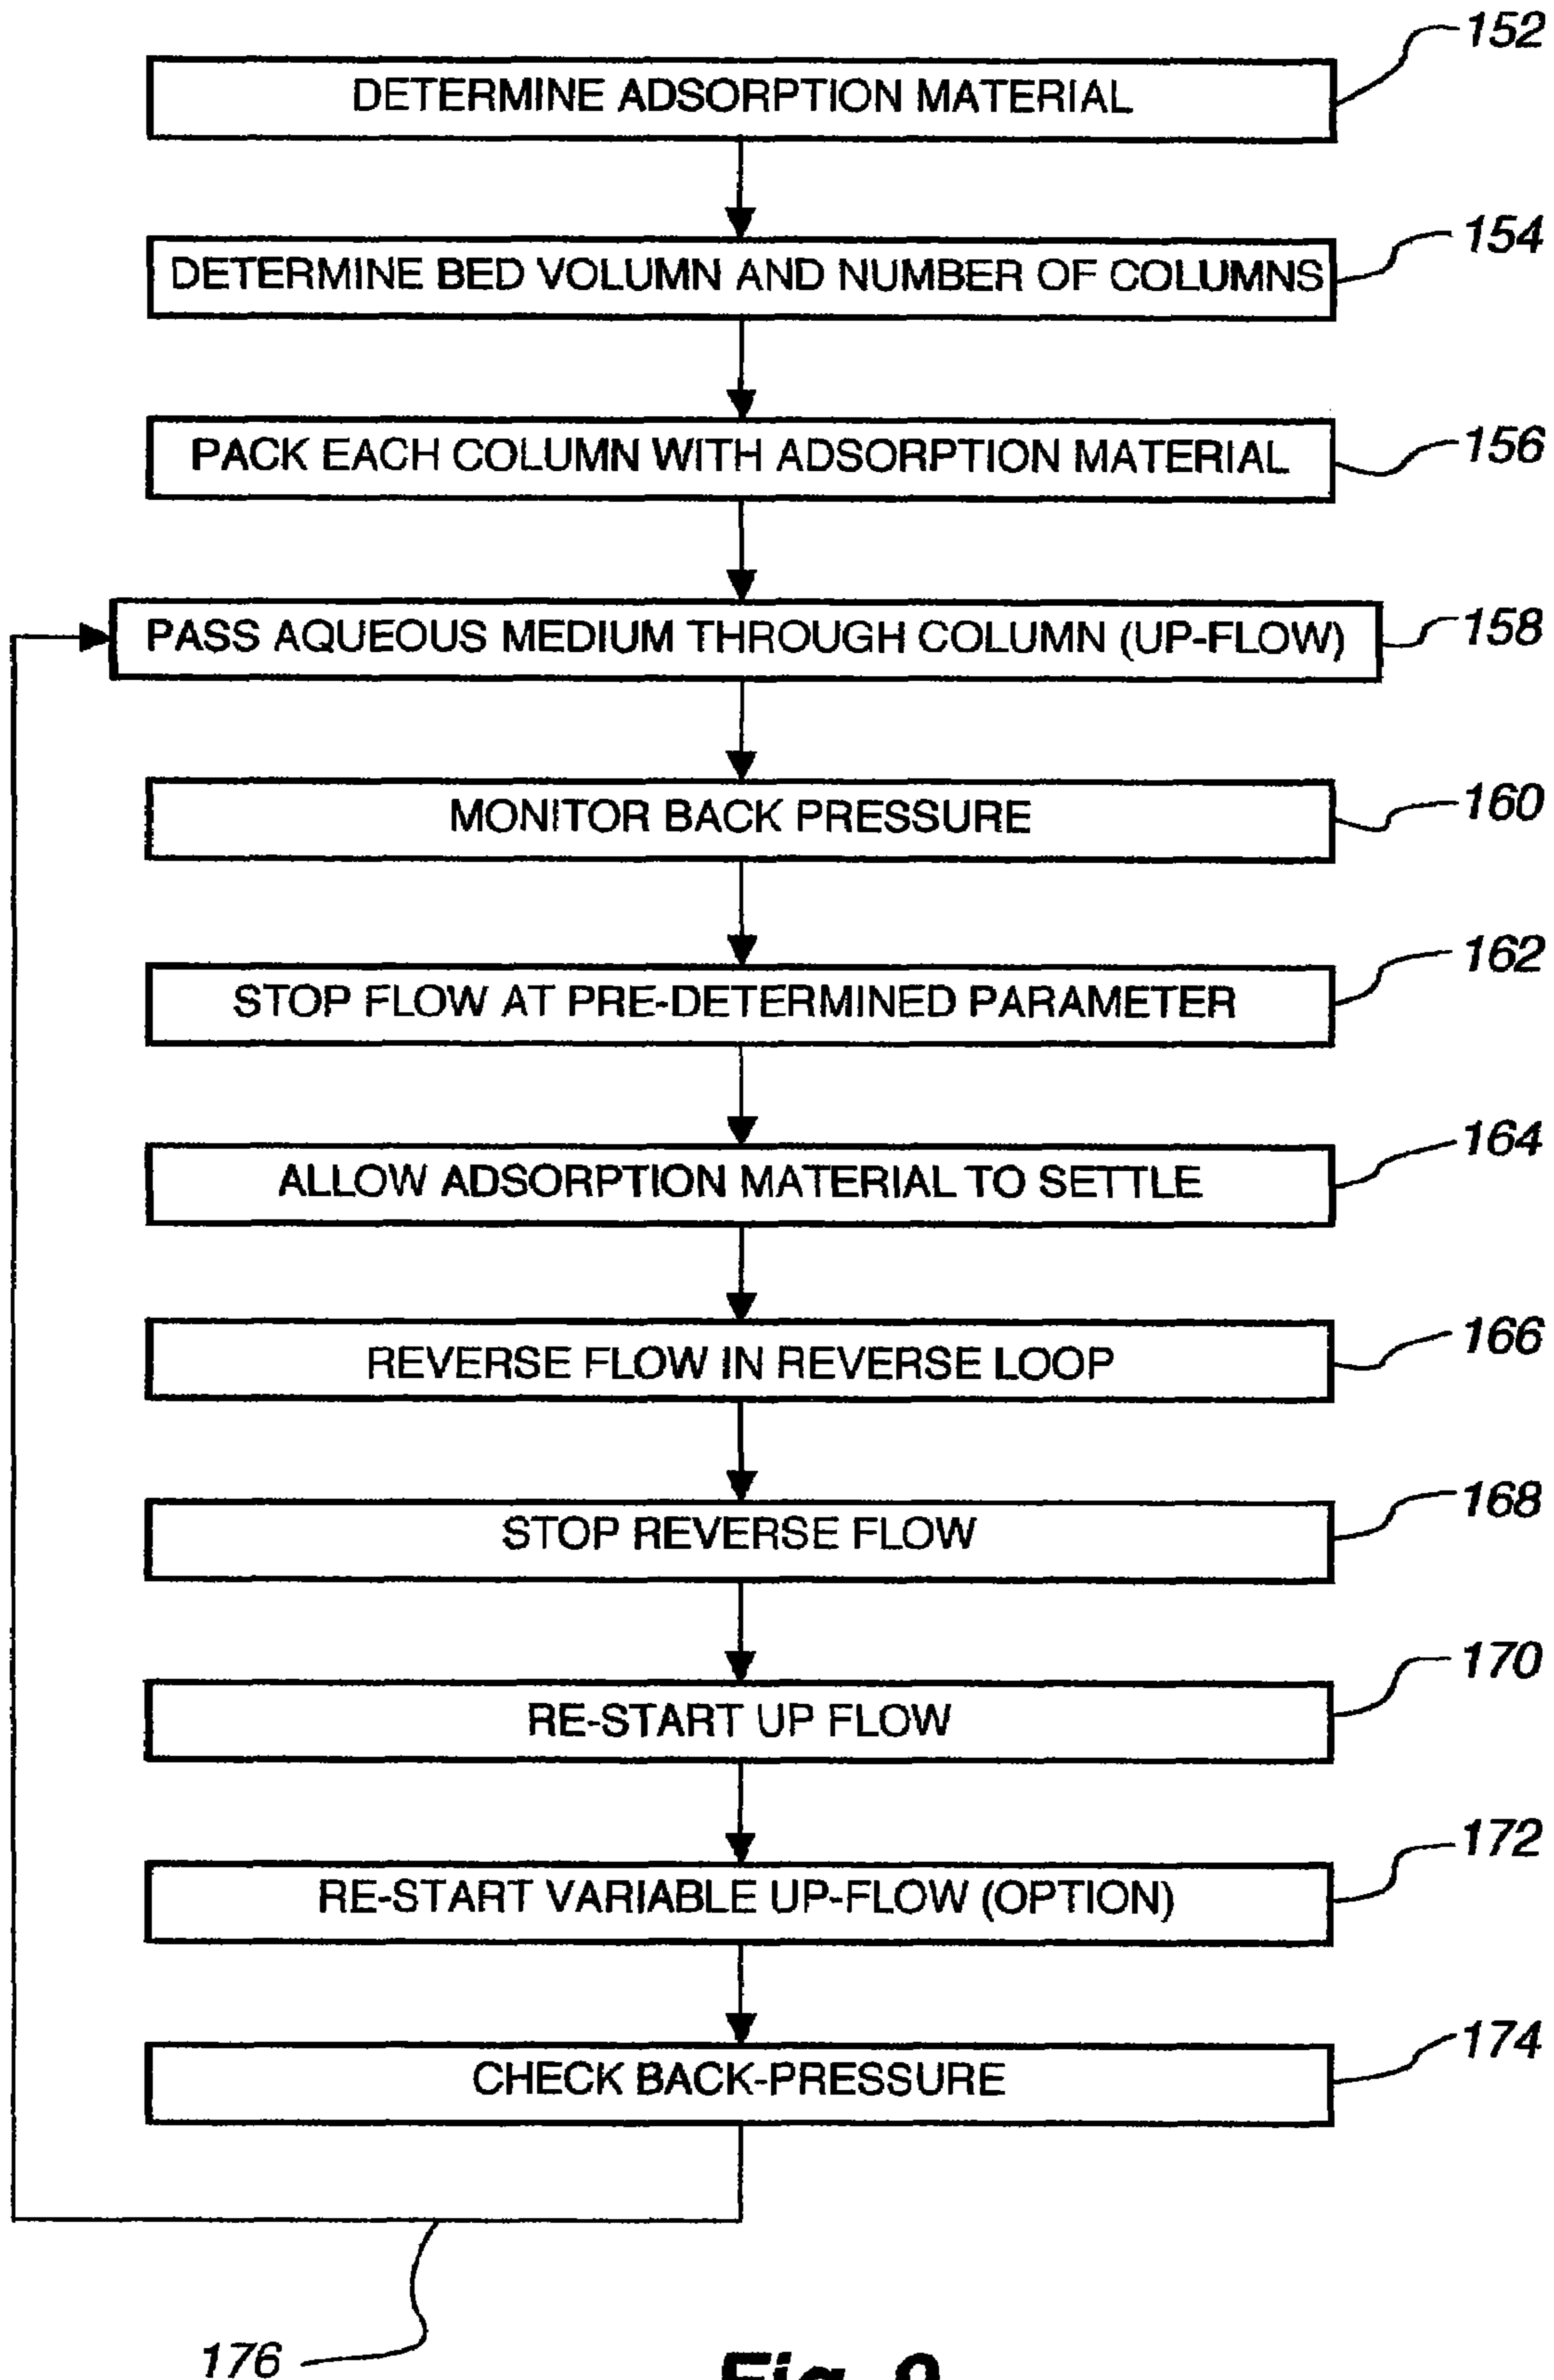 152
DETERMINE ADSORPTION MATERIAL
154
DETERMINE BED VOLUMN AND NUMBER OF COLUMNS
156
PACK EACH COLUMN WITH ADSORPTION MATERIAL
158
PASS AQUEOUS MEDIUM THROUGH COLUMN (UP-FLOW)
160
MONITOR BACK PRESSURE
162
STOP FLOW AT PRE-DETERMINED PARAMETER
164
ALLOW ADSORPTION MATERIAL TO SETTLE
166
REVERSE FLOW IN REVERSE LOOP
168
STOP REVERSE FLOW
170
RE-START UP FLOW
172
RE-START VARIABLE UP-FLOW (OPTION)
174
CHECK BACK-PRESSURE
176
Fig.